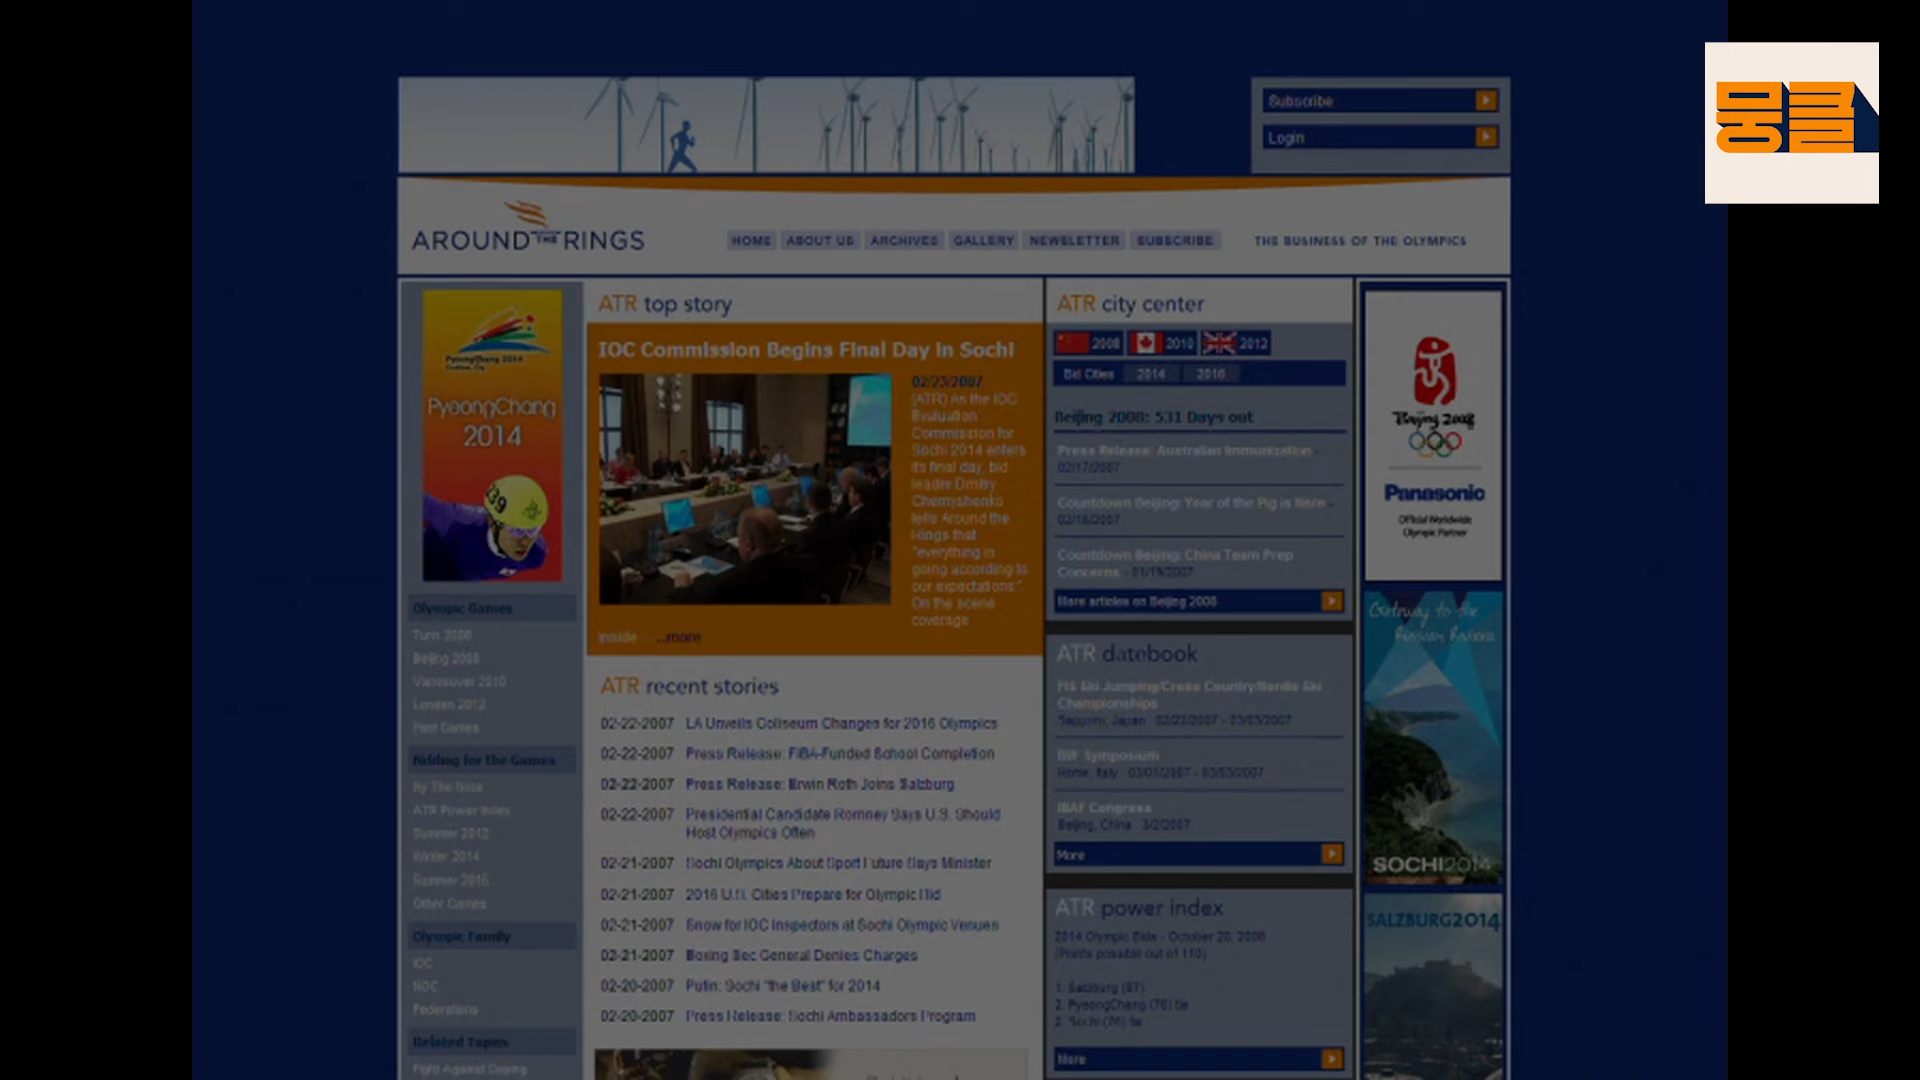 Subscribe
Login
뭉클
AROUND THE RINGS
HOME ABOUT US ARCHIVES GALLERY NEWSLETTER SUBSCRIBE
THE BUSINESS OF THE OLYMPICS
PyeongChang 2014
PyeongChang
2014
239
Olympic Games
Turin 2006
Beijing 2008
Vancouver 2010
London 2012
Past Games
Bidding for the Games
By The Book
ATR Power Index
Summer 2012
Winter 2014
Summer 2016
Other Games
Olympic Family
IOC
NOC
Federations
Related Topics
Fight Against Doping
ATR top story
IOC Commission Begins Final Day in Sochi
02/23/2007
(ATR) As the IOC
Evaluation
Commission for
Sochi 2014 enters
its final day, bid
leader Dmitry
Chernyshenko
tells Around the
Rings that
"everything is
going according to
our expectations".
On the scene
coverage
inside ...more
ATR recent stories
02-22-2007 LA Unveils Coliseum Changes for 2016 Olympics
02-22-2007 Press Release: FIBA-Funded School Completion
02-22-2007 Press Release: Erwin Roth Joins Salzburg
02-22-2007 Presidential Candidate Romney Says U.S. Should
Host Olympics Often
02-21-2007 Sochi Olympics About Sport Future Says Minister
02-21-2007 2016 U.S. Cities Prepare for Olympic Bid
02-21-2007 Snow for IOC Inspectors at Sochi Olympic Venues
02-21-2007 Boxing Sec General Denies Charges
02-20-2007 Putin: Sochi "the Best" for 2014
02-20-2007 Press Release: Sochi Ambassadors Program
ATR city center
2008 2010 2012
Bid Cities 2014 2016
Beijing 2008: 531 Days out
Press Release: Australian Immunization -
02/17/2007
Countdown Beijing: Year of the Pig is Here -
02/16/2007
Countdown Beijing: China Team Prep
Concerns - 01/19/2007
More articles on Beijing 2008
ATR datebook
FIS Ski Jumping/Cross Country/Nordic Ski
Championships
Sapporo, Japan 02/22/2007 - 03/03/2007
IWF Symposium
Rome, Italy 03/01/2007 - 03/03/2007
IBAF Congress
Beijing, China 3/2/2007
More
ATR power index
2014 Olympic Bids - October 20, 2006
(Points possible out of 110)
1. Salzburg (87)
2. PyeongChang (76) tie
2. Sochi (76) tie
More
Beijing 2008
Panasonic
Official Worldwide
Olympic Partner
Gateway to the
Russian Riviera
SOCHI2014
SALZBURG2014